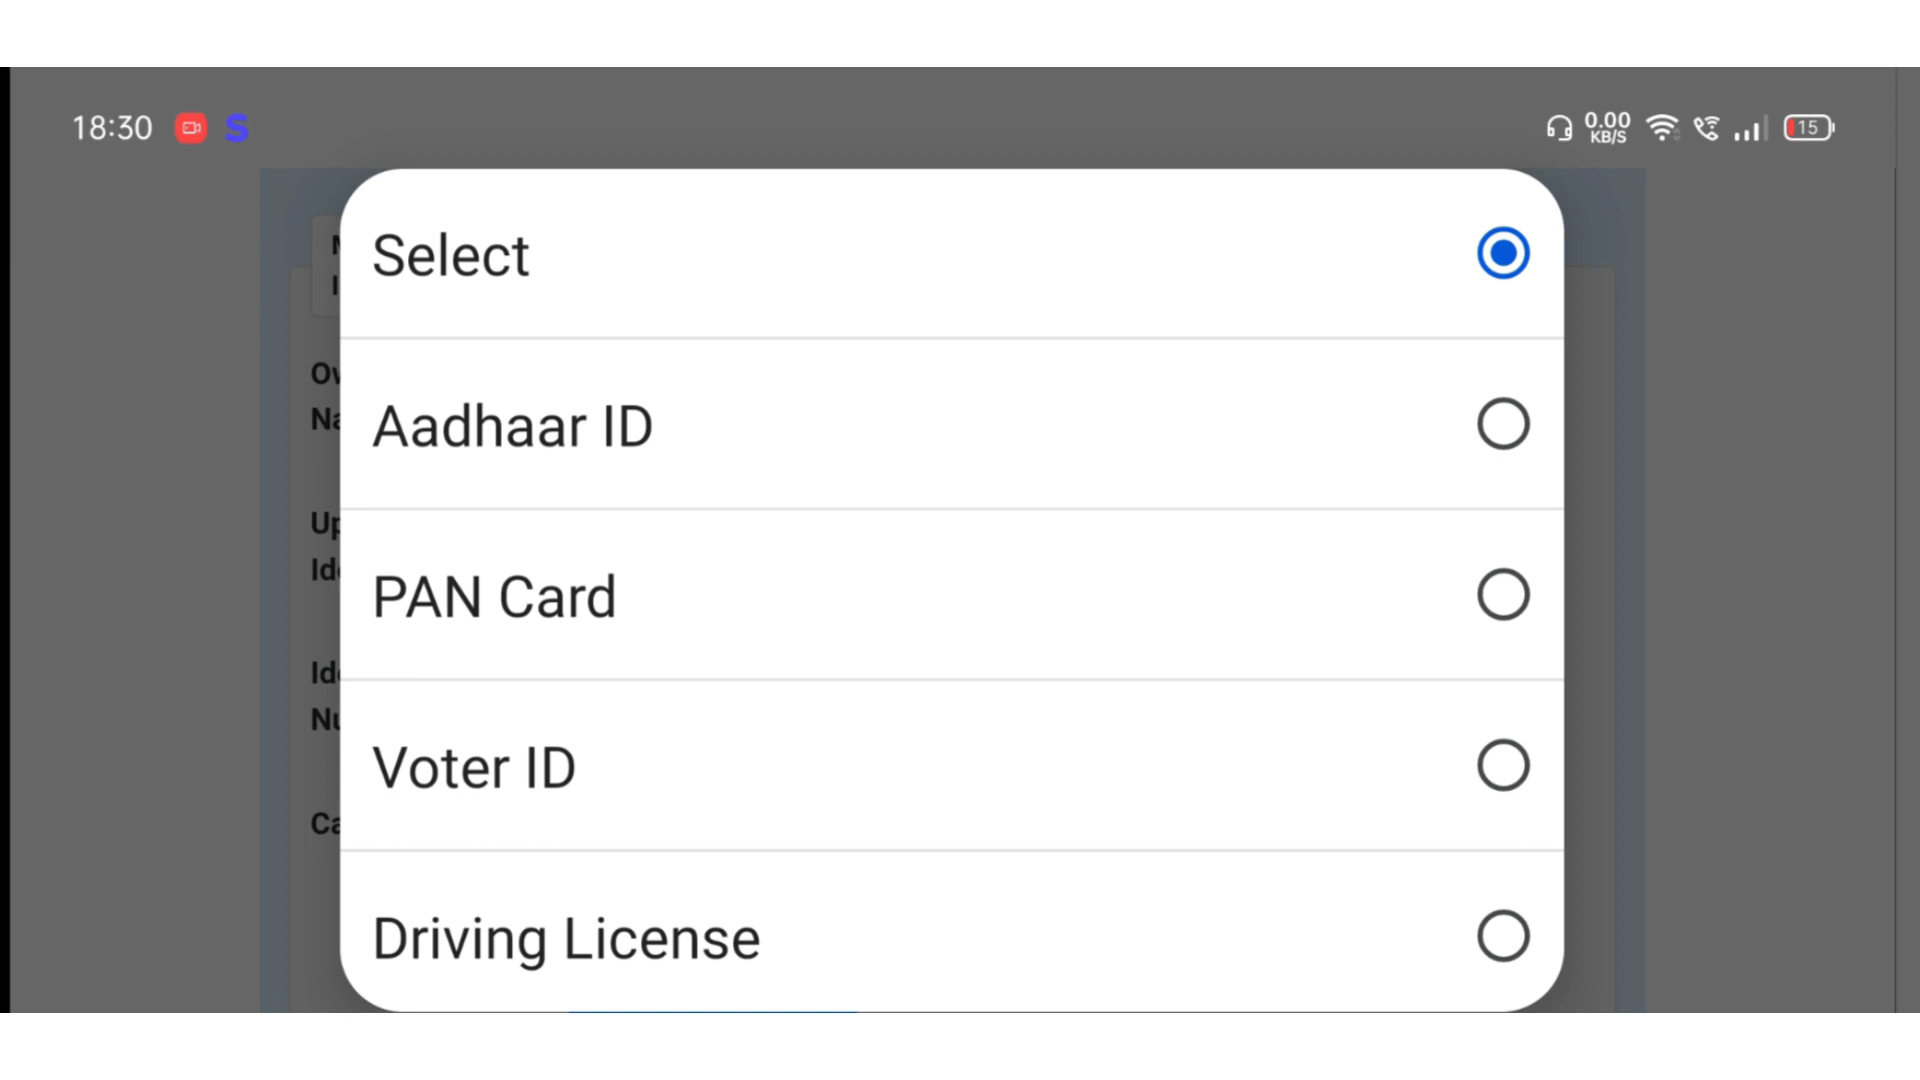 18:30
0.00
KB/S
15
Select
Aadhaar ID
PAN Card
Voter ID
Driving License